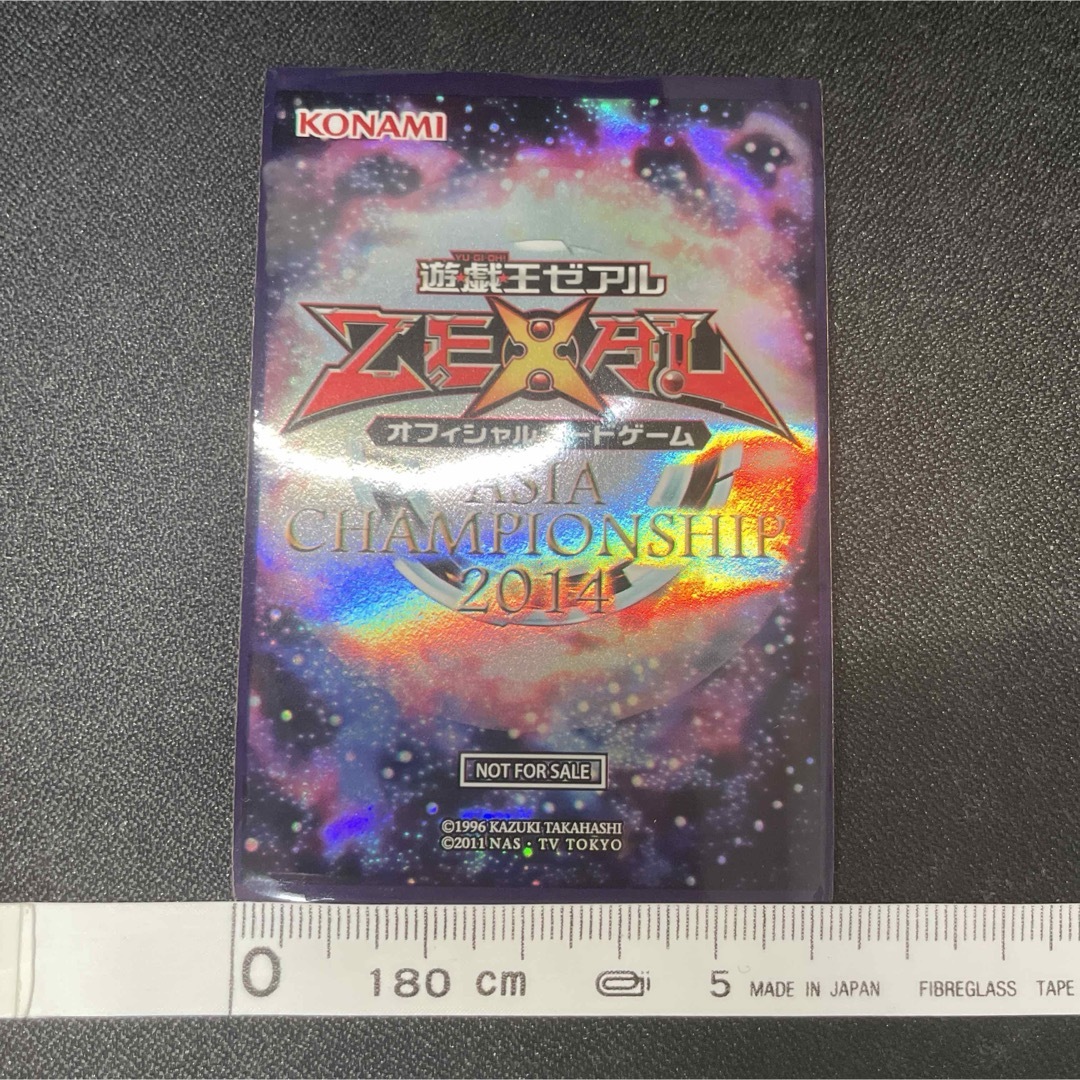 KONAMI
YU-GI-OH!
遊☆戯☆王ゼアル
ZEXAL
オフィシャルカードゲーム
ASIA
CHAMPIONSHIP
2014
NOT FOR SALE
©1996 KAZUKI TAKAHASHI
©2011 NAS・TV TOKYO
0 180 cm 5 MADE IN JAPAN FIBREGLASS TAPE